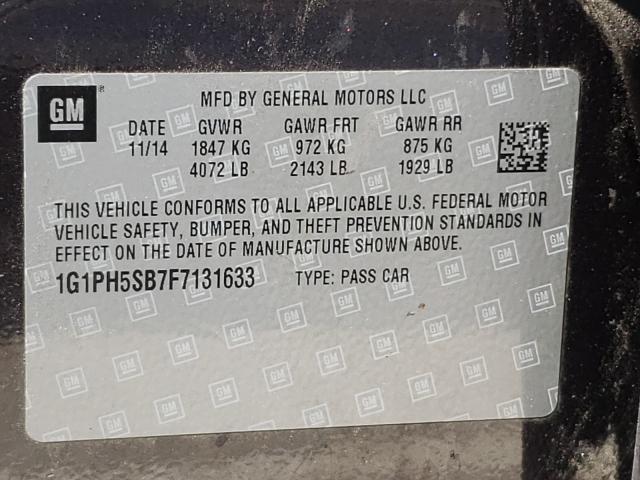 GM ®
MFD BY GENERAL MOTORS LLC
DATE GVWR GAWR FRT GAWR RR
11/14 1847 KG 972 KG 875 KG
4072 LB 2143 LB 1929 LB
THIS VEHICLE CONFORMS TO ALL APPLICABLE U.S. FEDERAL MOTOR
VEHICLE SAFETY, BUMPER, AND THEFT PREVENTION STANDARDS IN
EFFECT ON THE DATE OF MANUFACTURE SHOWN ABOVE.
1G1PH5SB7F7131633 TYPE: PASS CAR